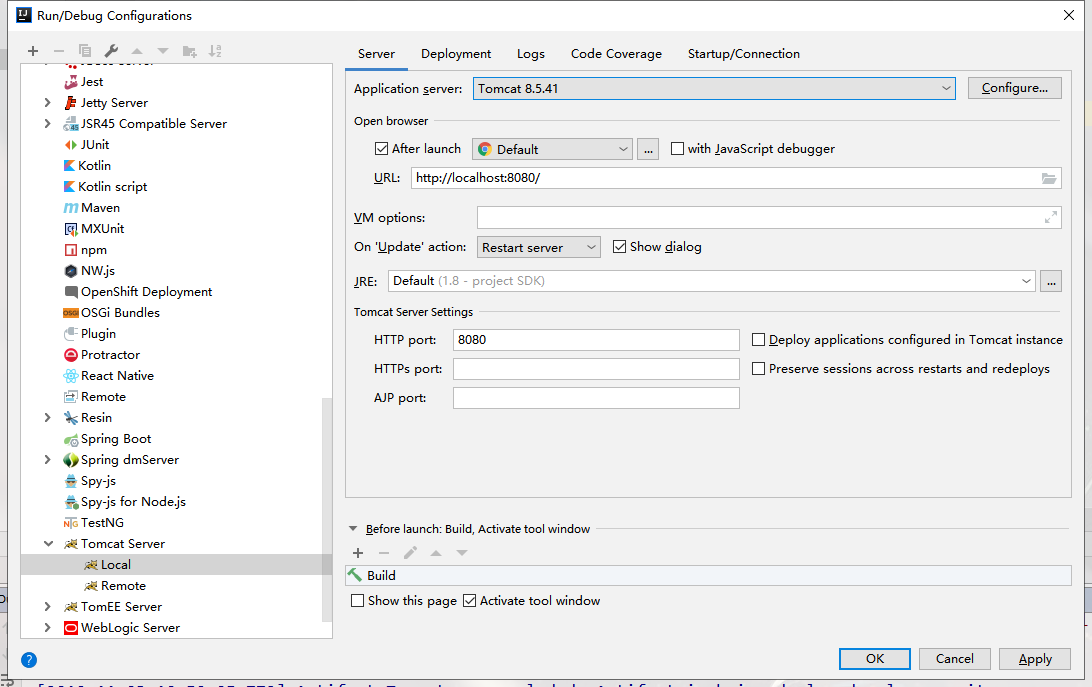 Run/Debug Configurations
Jest
Jetty Server
JSR45 Compatible Server
JUnit
Kotlin
Kotlin script
Maven
MXUnit
npm
NW.js
OpenShift Deployment
OSGi Bundles
Plugin
Protractor
React Native
Remote
Resin
Spring Boot
Spring dmServer
Spy-js
Spy-js for Node.js
TestNG
Tomcat Server
Local
Remote
TomEE Server
WebLogic Server
Server Deployment Logs Code Coverage Startup/Connection
Application server: Tomcat 8.5.41 Configure...
Open browser
After launch Default ... with JavaScript debugger
URL: http://localhost:8080/
VM options:
On 'Update' action: Restart server Show dialog
JRE: Default (1.8 - project SDK) ...
Tomcat Server Settings
HTTP port: 8080 Deploy applications configured in Tomcat instance
HTTPs port: Preserve sessions across restarts and redeploys
AJP port:
Before launch: Build, Activate tool window
Build
Show this page Activate tool window
? OK Cancel Apply